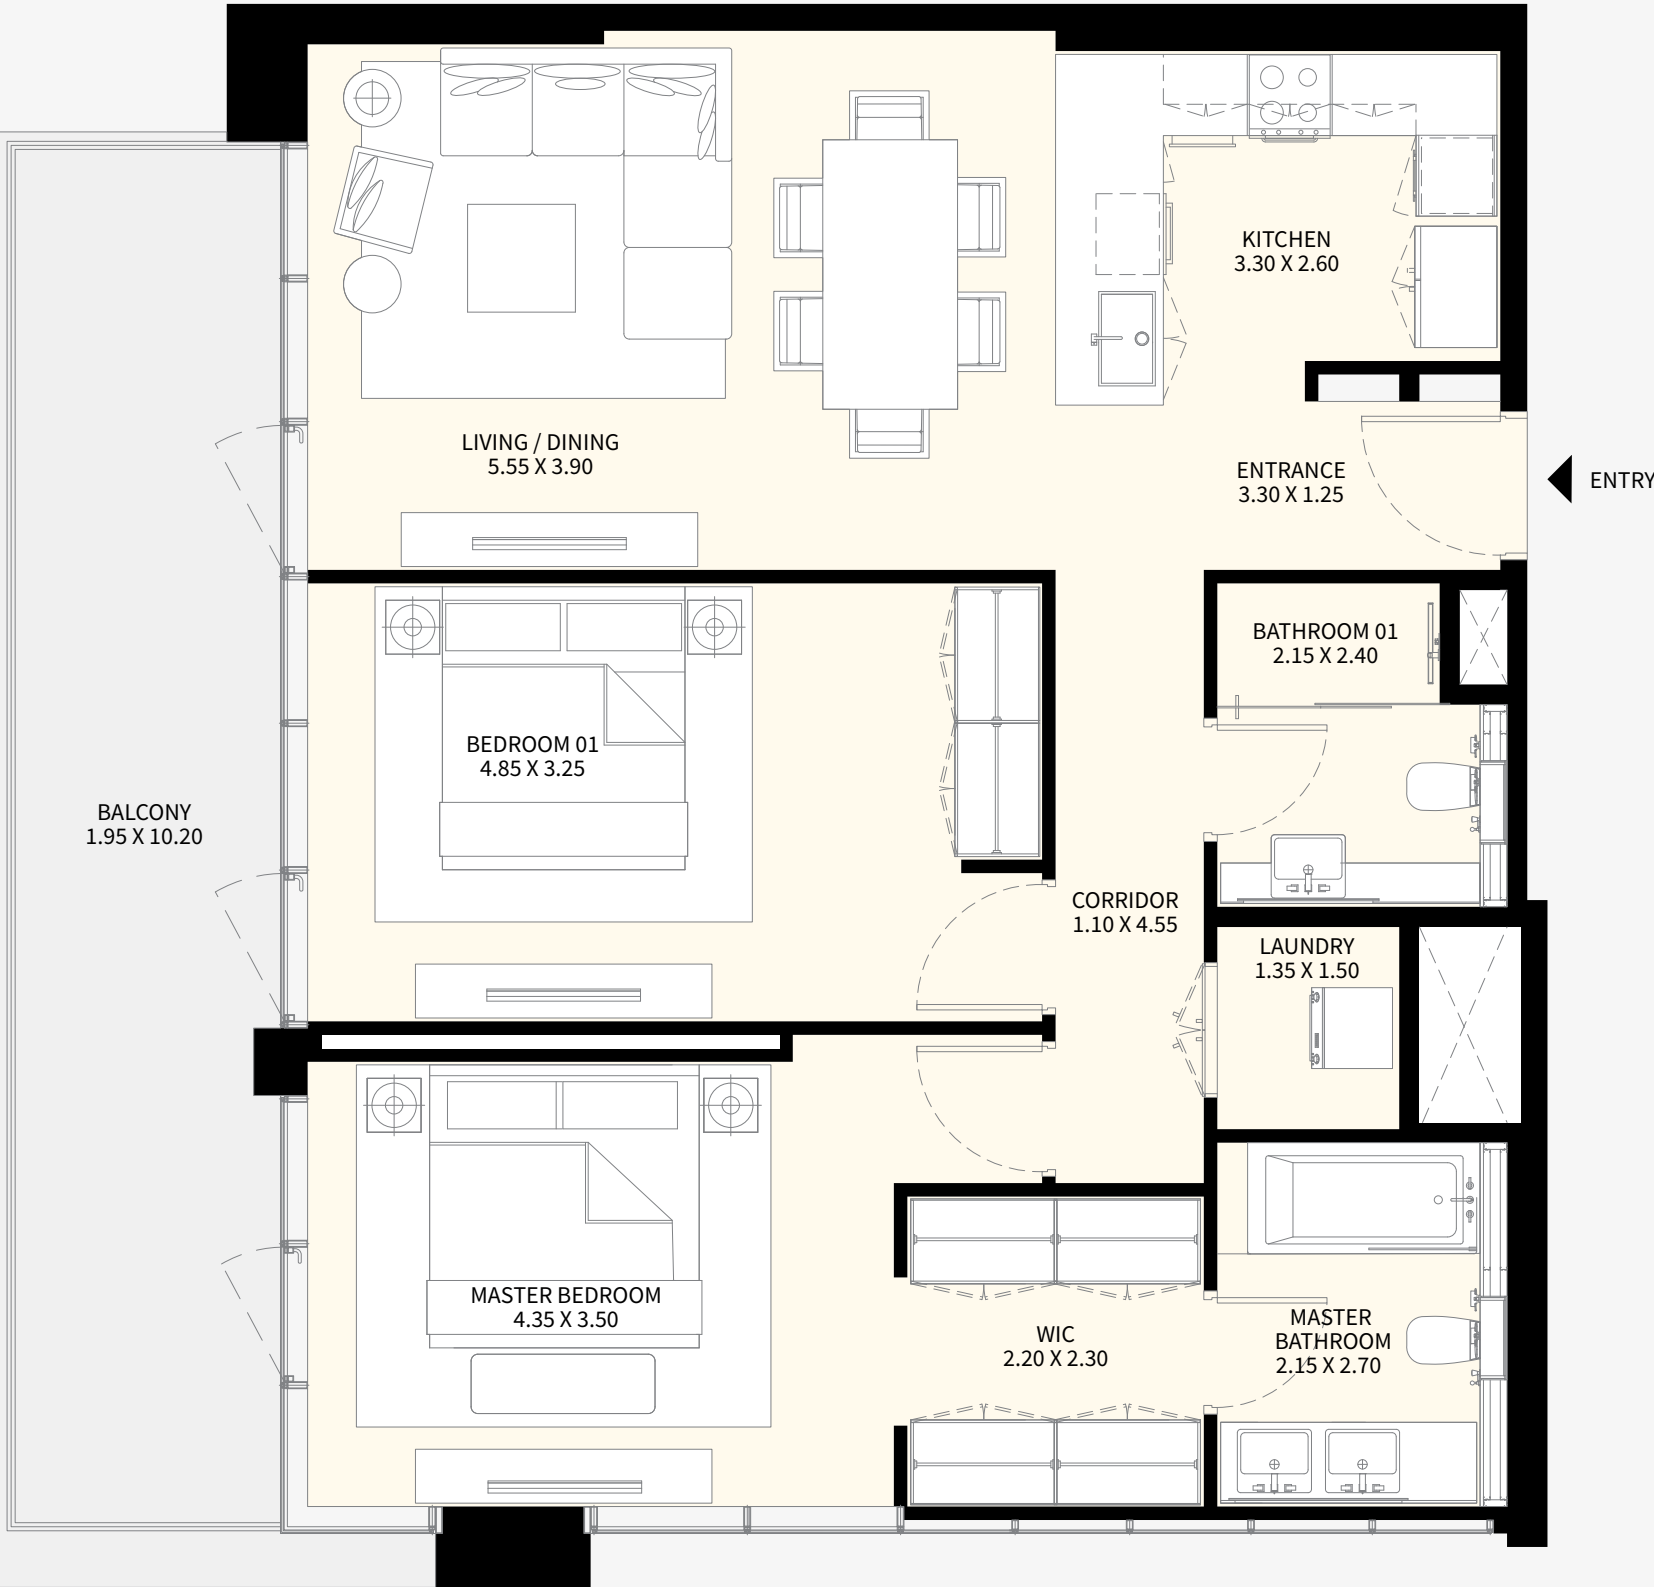 KITCHEN
3.30 X 2.60
LIVING / DINING
5.55 X 3.90
ENTRANCE
3.30 X 1.25
ENTRY
BATHROOM 01
2.15 X 2.40
BEDROOM 01
4.85 X 3.25
BALCONY
1.95 X 10.20
CORRIDOR
1.10 X 4.55
LAUNDRY
1.35 X 1.50
MASTER BEDROOM
4.35 X 3.50
WIC
2.20 X 2.30
MASTER
BATHROOM
2.15 X 2.70